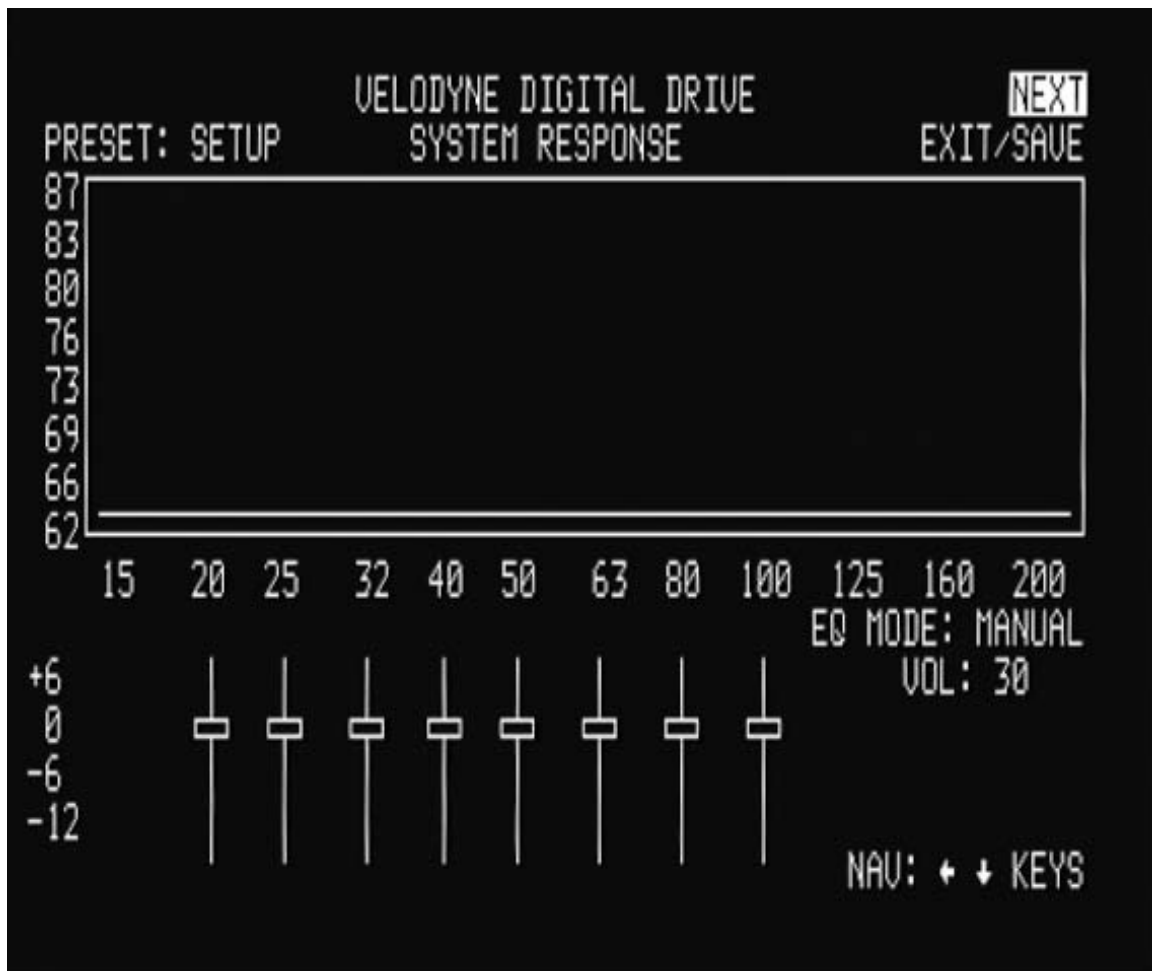 VELODYNE DIGITAL DRIVE NEXT
PRESET: SETUP SYSTEM RESPONSE EXIT/SAVE
87
83
80
76
73
69
66
62
15 20 25 32 40 50 63 80 100 125 160 200
EQ MODE: MANUAL
+6 VOL: 30
0
-6
-12
NAV: ← ↓ KEYS